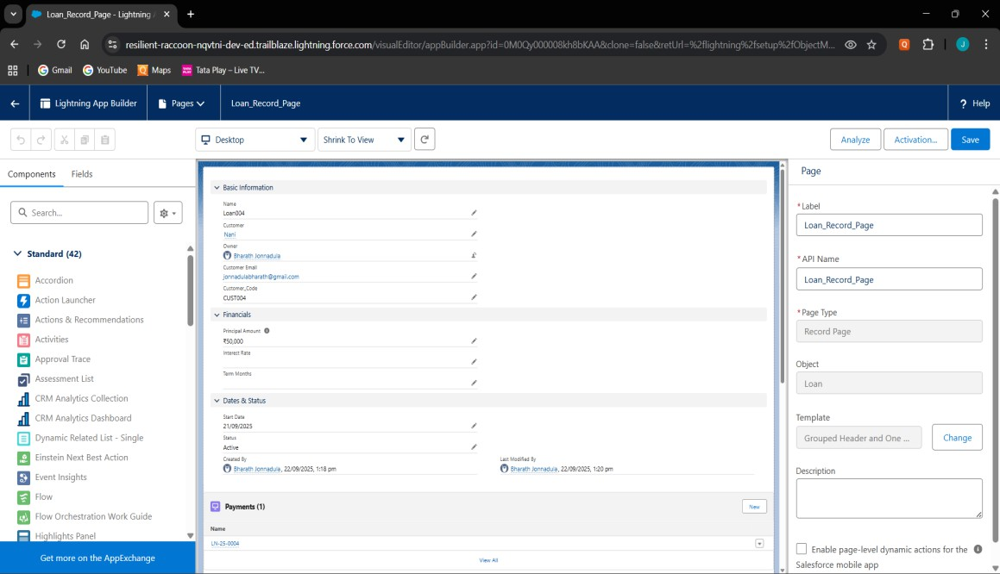 Loan_Record_Page - Lightning A
resilient-raccoon-nqvtni-dev-ed.trailblaze.lightning.force.com/visualEditor/appBuilder.app?id=0M0Qy000008kh8bKAA&clone=false&retUrl=%2flightning%2fsetup%2fObjectM...
Q
J
Gmail
YouTube
Maps
Tata Play – Live TV...
Lightning App Builder
Pages
Loan_Record_Page
? Help
Desktop
Shrink To View
Analyze
Activation...
Save
Components
Fields
Search...
Standard (42)
Accordion
Action Launcher
Actions & Recommendations
Activities
Approval Trace
Assessment List
CRM Analytics Collection
CRM Analytics Dashboard
Dynamic Related List - Single
Einstein Next Best Action
Event Insights
Flow
Flow Orchestration Work Guide
Highlights Panel
Get more on the AppExchange
Basic Information
Name
Loan004
Customer
Nani
Owner
Bharath Jonnadula
Customer Email
jonnadulabharath@gmail.com
Customer_Code
CUST004
Financials
Principal Amount
₹50,000
Interest Rate
Term Months
Dates & Status
Start Date
21/09/2025
Status
Active
Created By
Bharath Jonnadula, 22/09/2025, 1:18 pm
Last Modified By
Bharath Jonnadula, 22/09/2025, 1:20 pm
Payments (1)
New
Name
LN-25-0004
View All
Page
*Label
Loan_Record_Page
*API Name
Loan_Record_Page
*Page Type
Record Page
Object
Loan
Template
Grouped Header and One ...
Change
Description
Enable page-level dynamic actions for the
Salesforce mobile app